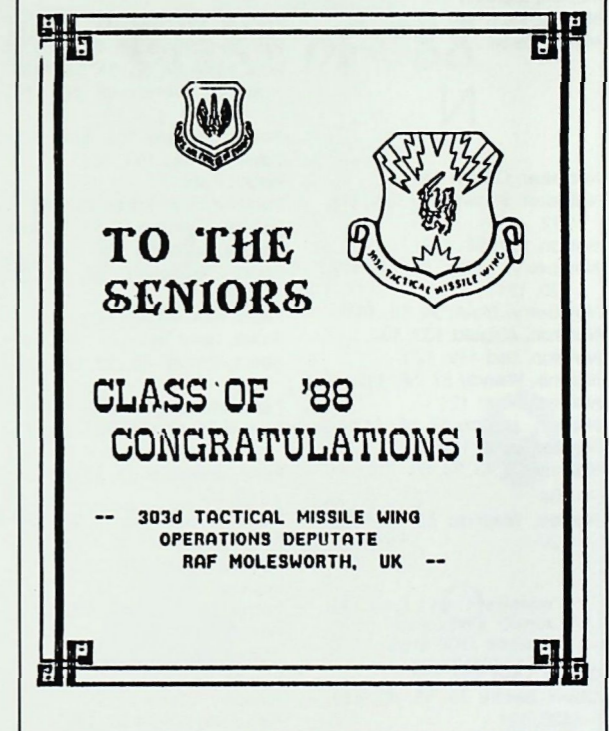 TO THE
SENIORS
303d TACTICAL MISSILE WING
CLASS OF '88
CONGRATULATIONS !
-- 303d TACTICAL MISSILE WING
OPERATIONS DEPUTATE
RAF MOLESWORTH, UK --